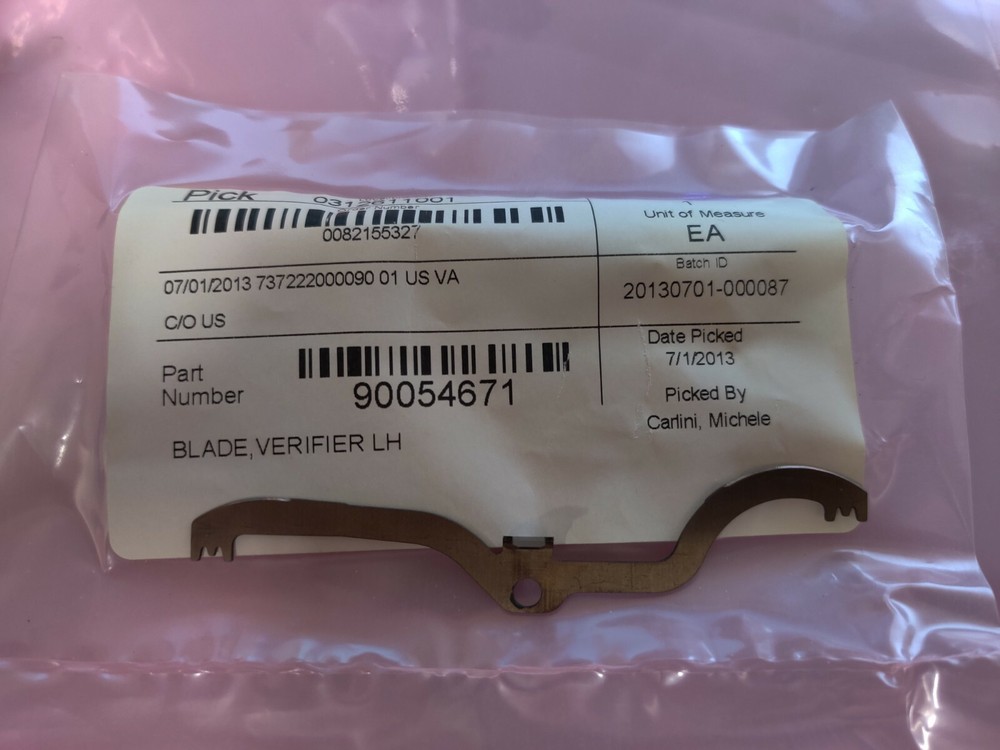 Pick
0082155327
07/01/2013 737222000090 01 US VA
C/O US
Part
Number
90054671
BLADE,VERIFIER LH
Unit of Measure
EA
Batch ID
20130701-000087
Date Picked
7/1/2013
Picked By
Carlini, Michele